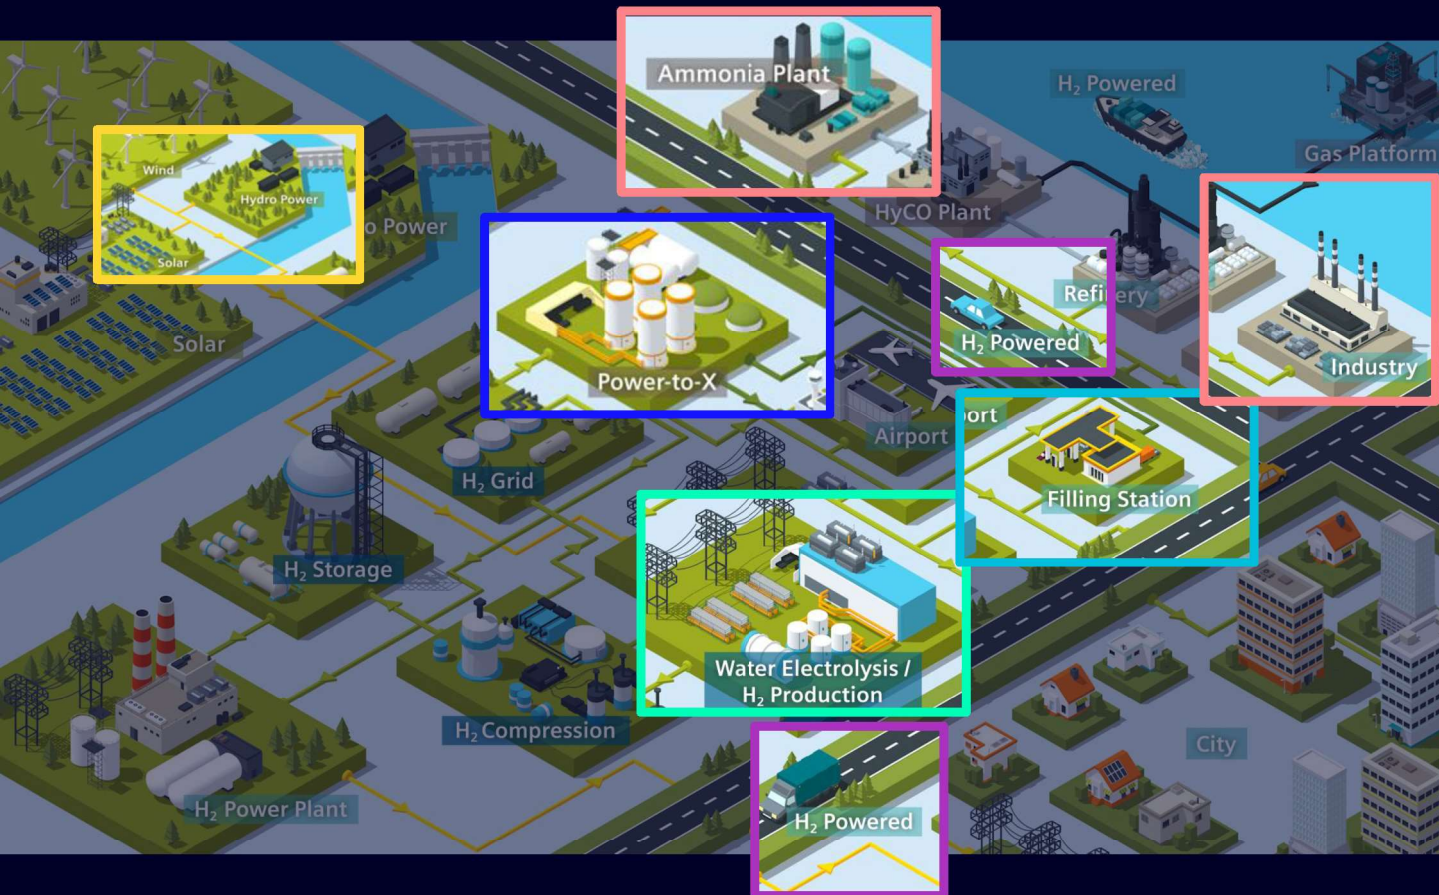 Ammonia Plant
H₂ Powered
Gas Platform
Wind
Hydro Power
o Power
HyCO Plant
Solar
Refinery
Solar
H₂ Powered
Industry
Power-to-X
ort
Airport
H₂ Grid
Filling Station
H₂ Storage
Water Electrolysis /
H₂ Production
H₂ Compression
City
H₂ Power Plant
H₂ Powered